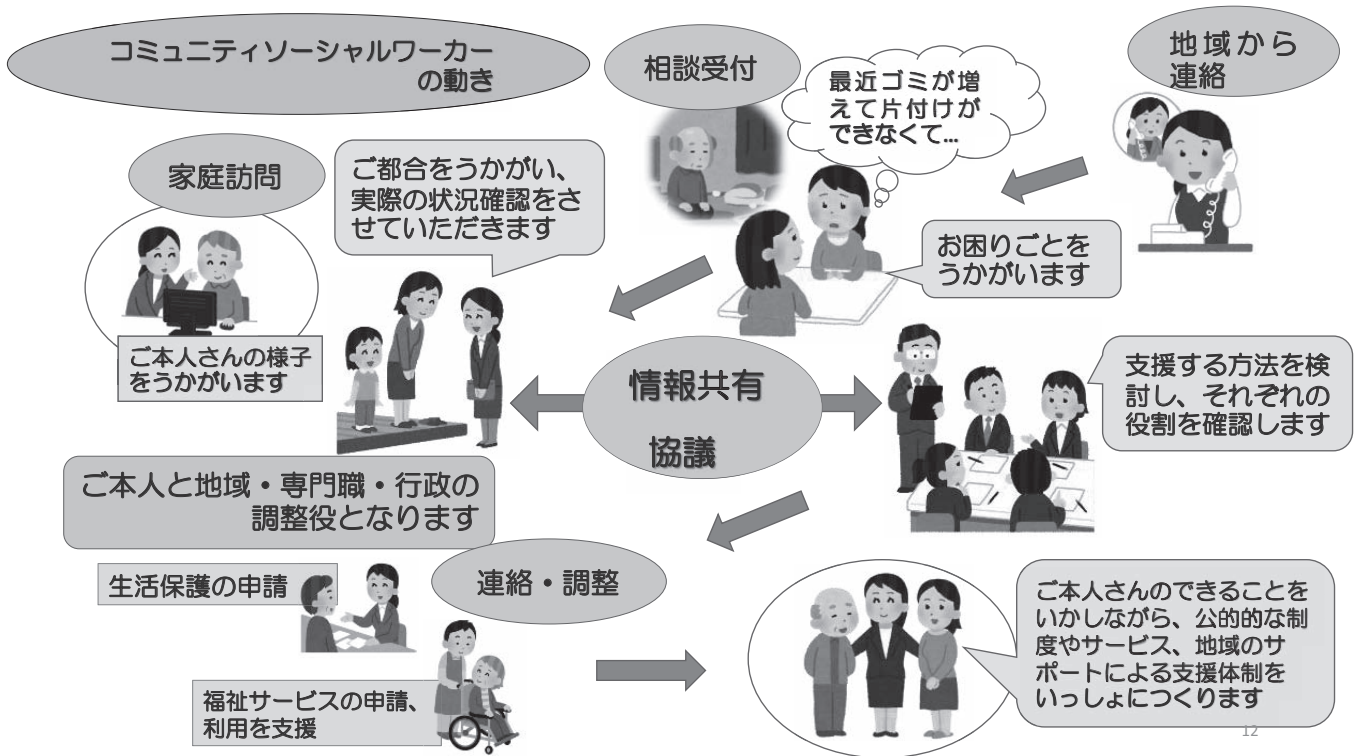 コミュニティソーシャルワーカー
の動き
地域から
連絡
相談受付
最近ゴミが増
えて片付けが
できなくて…
お困りごとを
うかがいます
家庭訪問
ご都合をうかがい、
実際の状況確認をさ
せていただきます
ご本人さんの様子
をうかがいます
情報共有
協議
支援する方法を検
討し、それぞれの
役割を確認します
ご本人と地域・専門職・行政の
調整役となります
連絡・調整
生活保護の申請
福祉サービスの申請、
利用を支援
ご本人さんのできることを
いかしながら、公的的な制
度やサービス、地域のサ
ポートによる支援体制を
いっしょにつくります
12